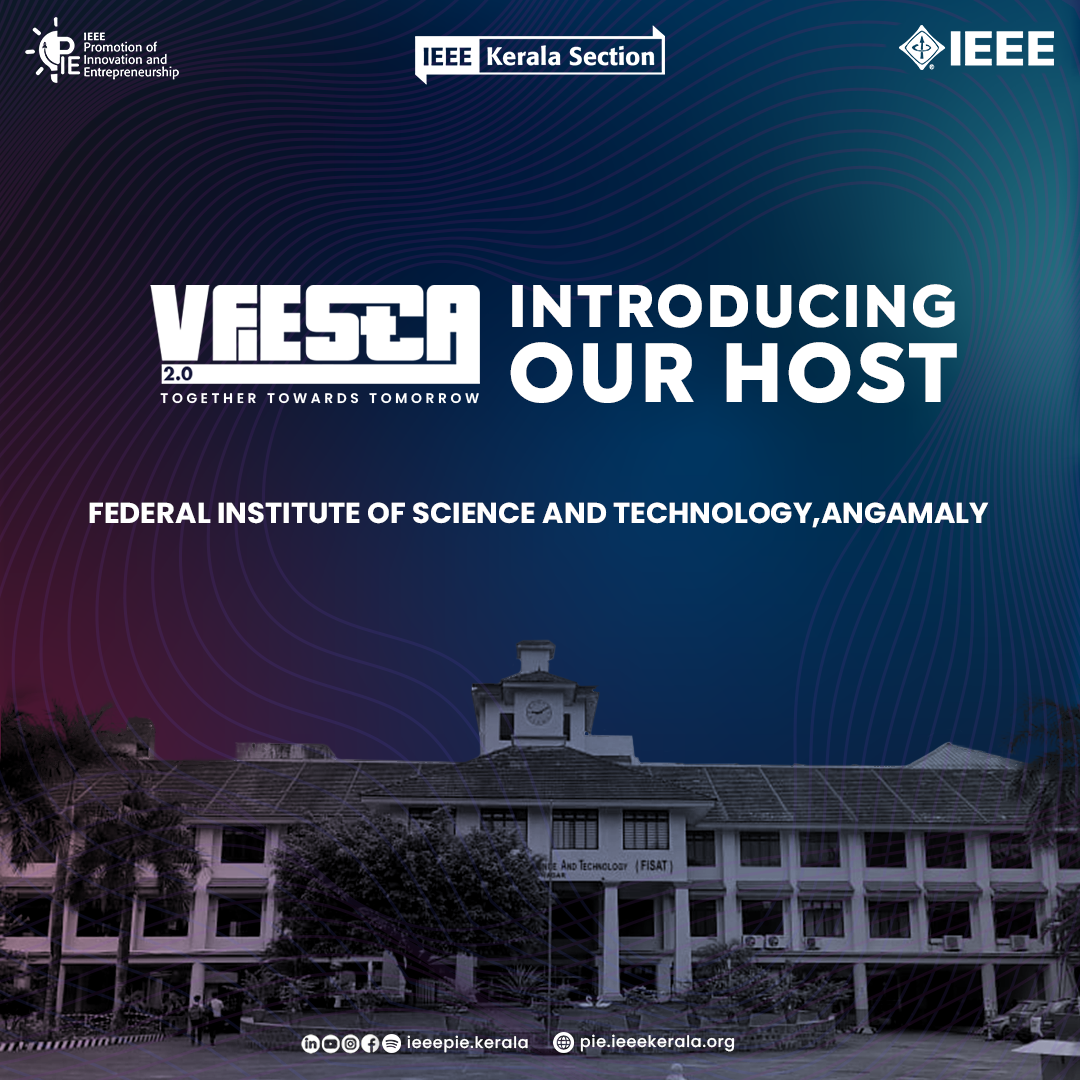 IEEE
Promotion of
Innovation and
Entrepreneurship
PIE
IEEE Kerala Section
IEEE
VFiESTA
2.0
TOGETHER TOWARDS TOMORROW
INTRODUCING
OUR HOST
FEDERAL INSTITUTE OF SCIENCE AND TECHNOLOGY,ANGAMALY
AND TECHNOLOGY (FISAT)
ieeepie.kerala
pie.ieeekerala.org